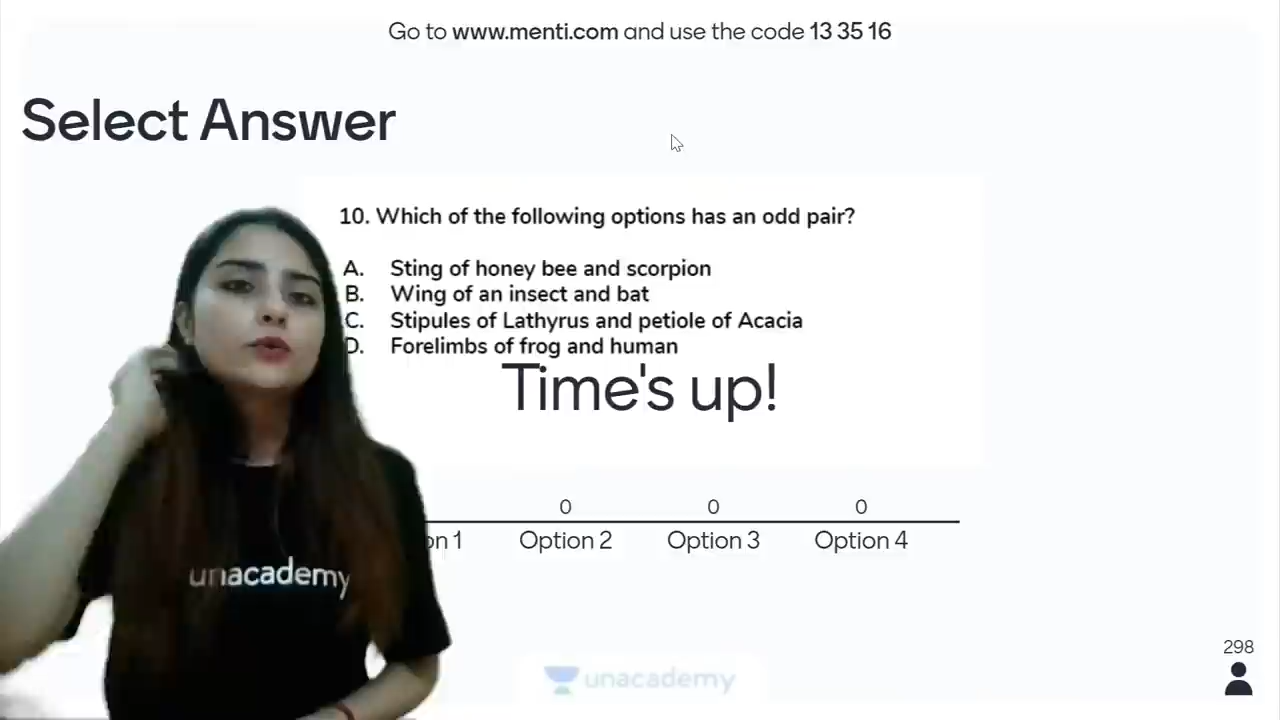 Go to www.menti.com and use the code 13 35 16
Select Answer
10. Which of the following options has an odd pair?
A. Sting of honey bee and scorpion
B. Wing of an insect and bat
C. Stipules of Lathyrus and petiole of Acacia
D. Forelimbs of frog and human
Time's up!
0 0 0
on 1 Option 2 Option 3 Option 4
unacademy
298
unacademy